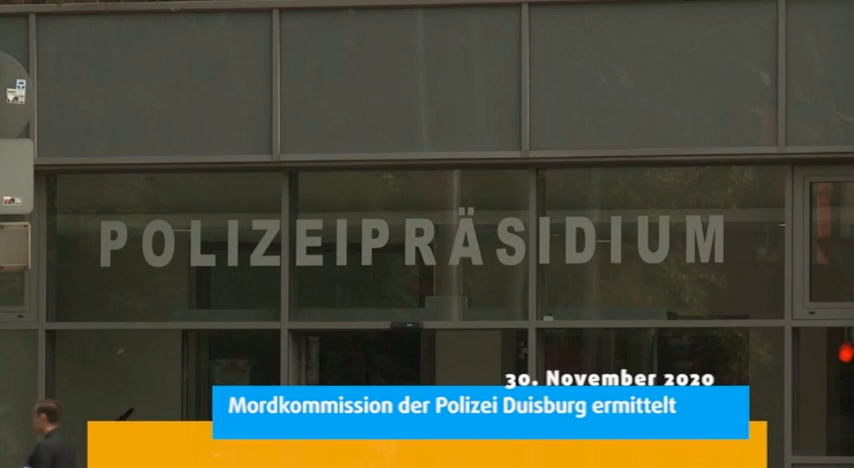 POLIZEIPRÄSIDIUM
30. November 2020
Mordkommission der Polizei Duisburg ermittelt